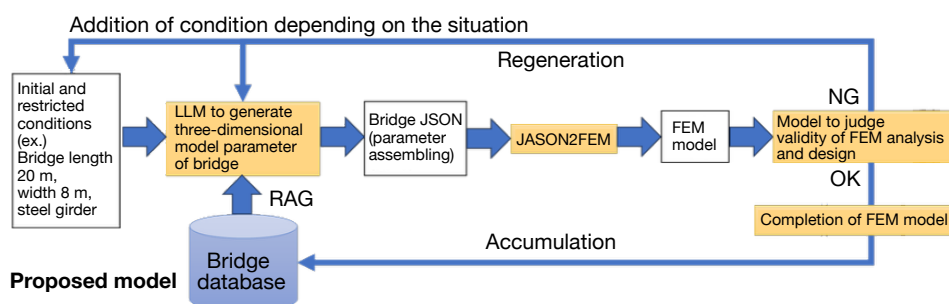 Addition of condition depending on the situation
Regeneration
Initial and
restricted
conditions
(ex.)
Bridge length
20 m,
width 8 m,
steel girder
LLM to generate
three-dimensional
model parameter
of bridge
Bridge JSON
(parameter
assembling)
JASON2FEM
FEM
model
NG
Model to judge
validity of FEM analysis
and design
OK
Completion of FEM model
RAG
Accumulation
Bridge
database
Proposed model